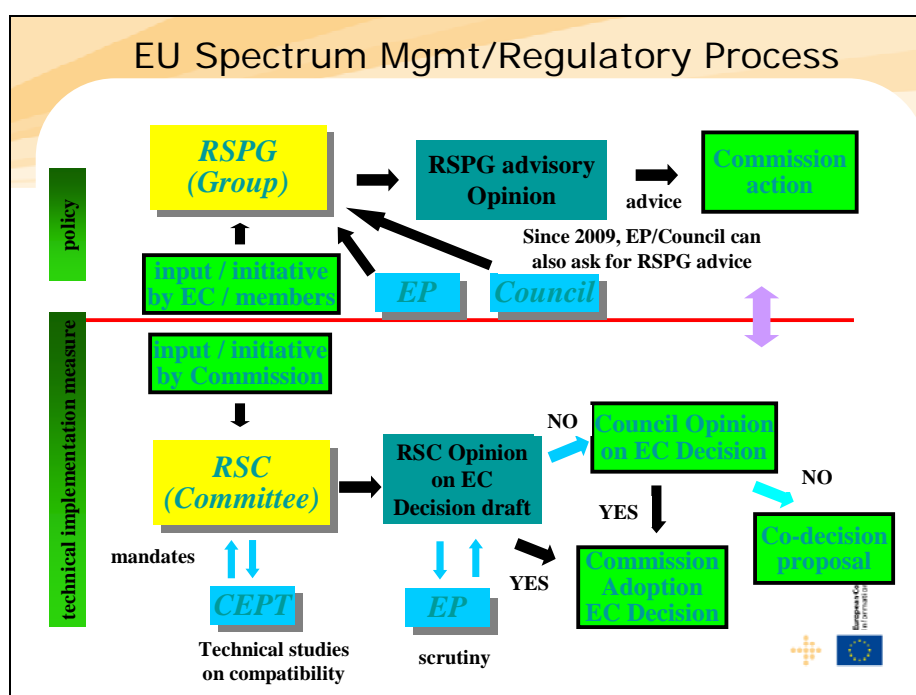 EU Spectrum Mgmt/Regulatory Process
policy
RSPG
(Group)
RSPG advisory
Opinion
advice
Commission
action
Since 2009, EP/Council can
also ask for RSPG advice
input / initiative
by EC / members
EP
Council
technical implementation measure
input / initiative
by Commission
RSC
(Committee)
RSC Opinion
on EC
Decision draft
NO
Council Opinion
on EC Decision
NO
YES
Co-decision
proposal
mandates
YES
Commission
Adoption
EC Decision
CEPT
EP
Technical studies
on compatibility
scrutiny
European Co
Information